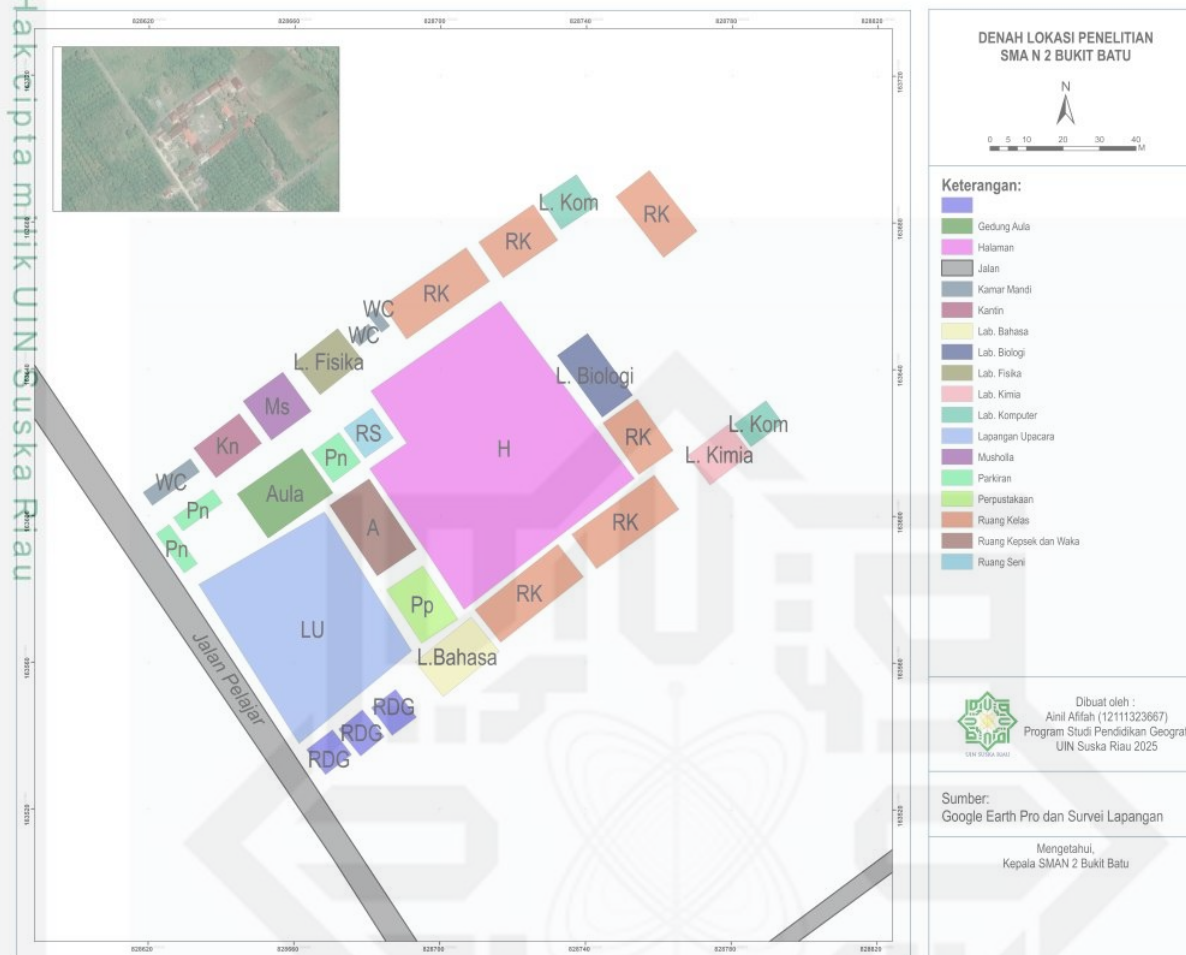 Hak cipta milik UIN Suska Riau
DENAH LOKASI PENELITIAN
SMA N 2 BUKIT BATU
N
0 5 10 20 30 40
M
Keterangan:
Gedung Aula
Halaman
Jalan
Kamar Mandi
Kantin
Lab. Bahasa
Lab. Biologi
Lab. Fisika
Lab. Kimia
Lab. Komputer
Lapangan Upacara
Musholla
Parkiran
Perpustakaan
Ruang Kelas
Ruang Kepsek dan Waka
Ruang Seni
Dibuat oleh :
Ainil Afifah (12111323667)
Program Studi Pendidikan Geograf
UIN Suska Riau 2025
UIN SUSKA RIAU
Sumber:
Google Earth Pro dan Survei Lapangan
Mengetahui,
Kepala SMAN 2 Bukit Batu
L. Kom
RK
RK
RK
WC
WC
L. Fisika
L. Biologi
Ms
RS
Kn
H
RK
L. Kom
L. Kimia
Pn
WC
Aula
Pn
A
RK
Pn
Pp
RK
LU
L.Bahasa
Jalan Pelajar
RDG
RDG
RDG